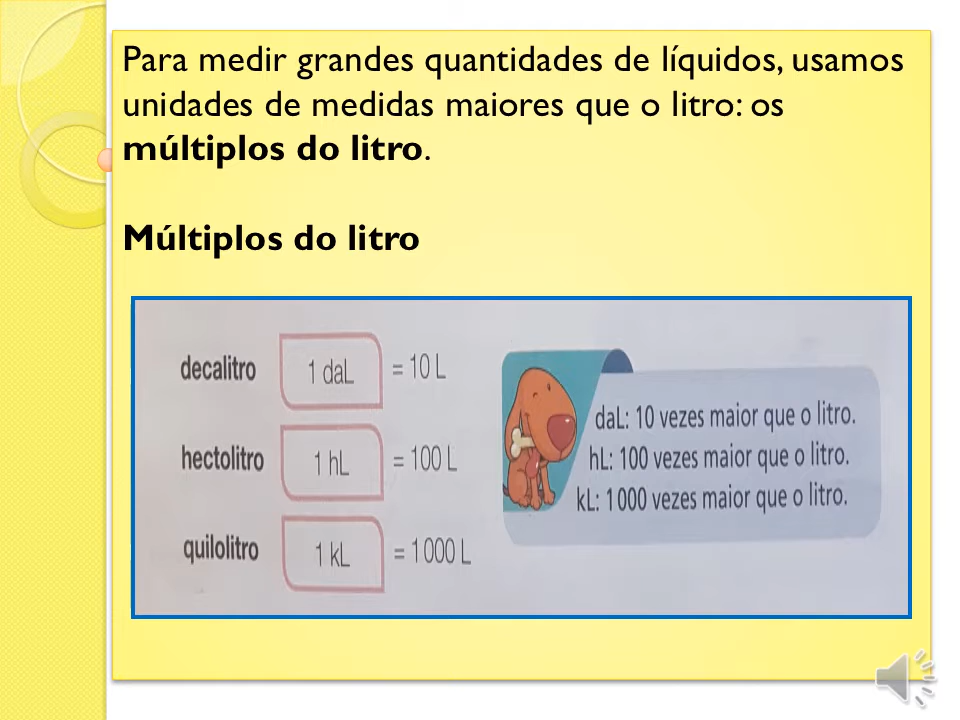 Para medir grandes quantidades de líquidos, usamos
unidades de medidas maiores que o litro: os
múltiplos do litro.
Múltiplos do litro
decalitro 1 daL = 10 L
hectolitro 1 hL = 100 L
quilolitro 1 kL = 1 000 L
daL: 10 vezes maior que o litro.
hL: 100 vezes maior que o litro.
kL: 1 000 vezes maior que o litro.